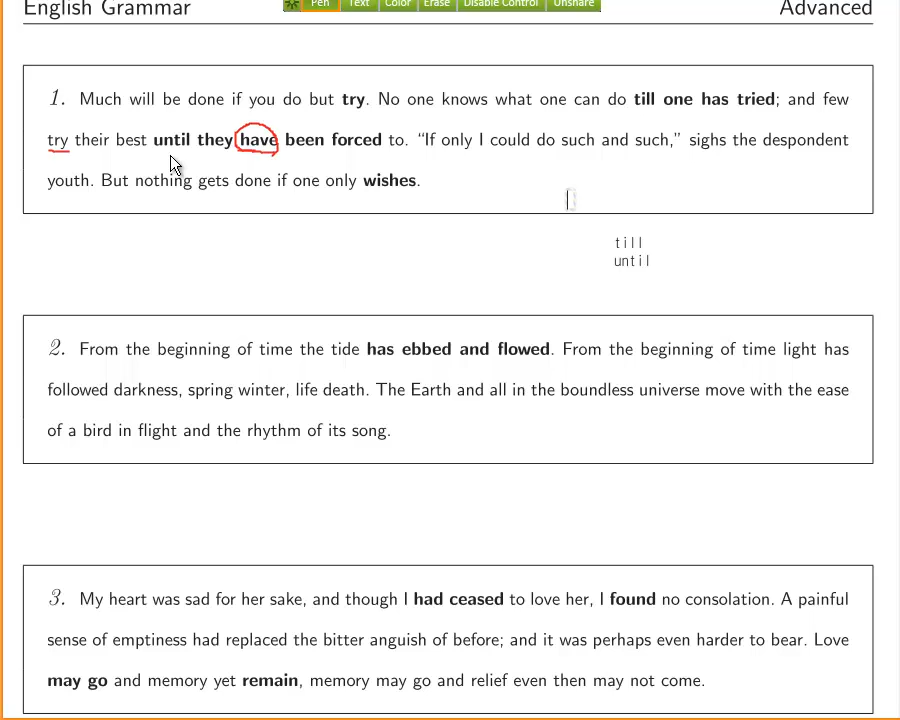 Pen Text Color Erase Disable Control Unshare
English Grammar Advanced
1. Much will be done if you do but try. No one knows what one can do till one has tried; and few
try their best until they have been forced to. “If only I could do such and such,” sighs the despondent
youth. But nothing gets done if one only wishes.
till
until
2. From the beginning of time the tide has ebbed and flowed. From the beginning of time light has
followed darkness, spring winter, life death. The Earth and all in the boundless universe move with the ease
of a bird in flight and the rhythm of its song.
3. My heart was sad for her sake, and though I had ceased to love her, I found no consolation. A painful
sense of emptiness had replaced the bitter anguish of before; and it was perhaps even harder to bear. Love
may go and memory yet remain, memory may go and relief even then may not come.